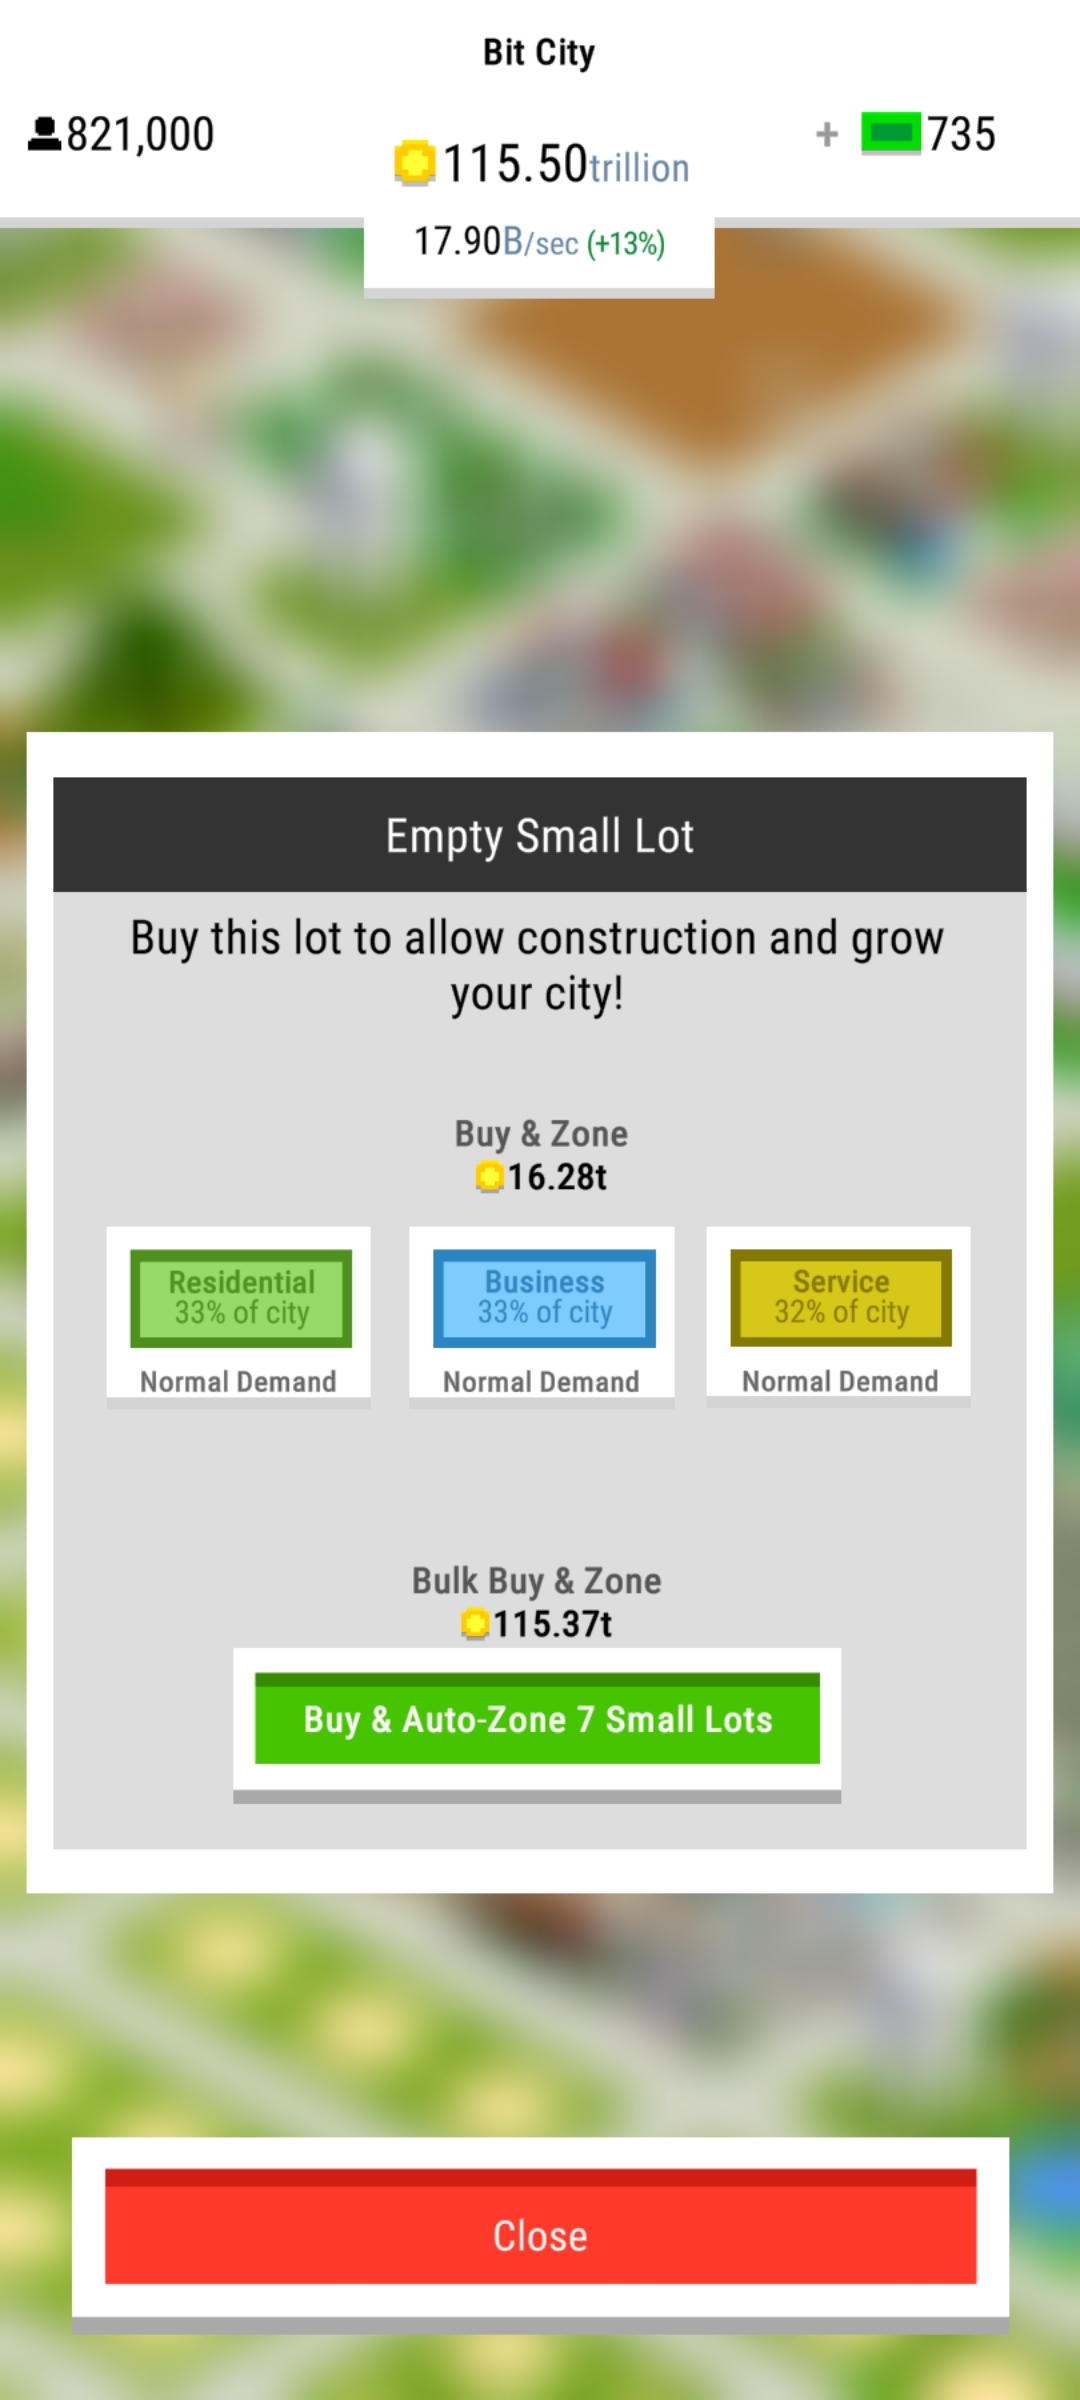 Bit City
821,000
115.50trillion
+ 735
17.90B/sec (+13%)
Empty Small Lot
Buy this lot to allow construction and grow
your city!
Buy & Zone
16.28t
Residential
33% of city
Normal Demand
Business
33% of city
Normal Demand
Service
32% of city
Normal Demand
Bulk Buy & Zone
115.37t
Buy & Auto-Zone 7 Small Lots
Close